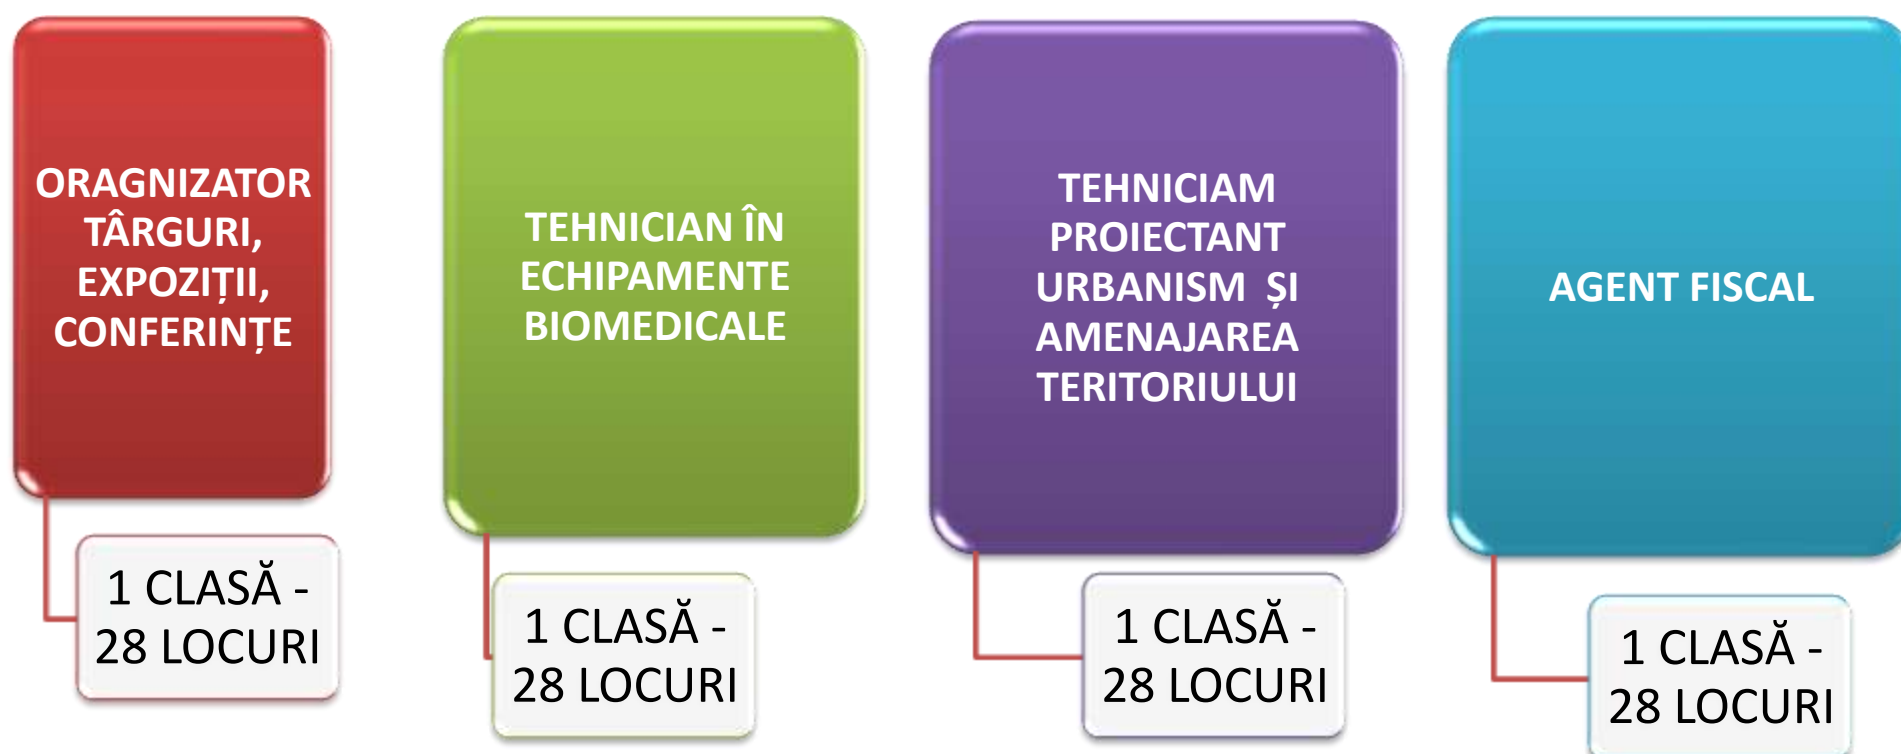 ORAGNIZATOR
TÂRGURI,
EXPOZIȚII,
CONFERINȚE
1 CLASĂ -
28 LOCURI
TEHNICIAN ÎN
ECHIPAMENTE
BIOMEDICALE
1 CLASĂ -
28 LOCURI
TEHNICIAM
PROIECTANT
URBANISM ȘI
AMENAJAREA
TERITORIULUI
1 CLASĂ -
28 LOCURI
AGENT FISCAL
1 CLASĂ -
28 LOCURI